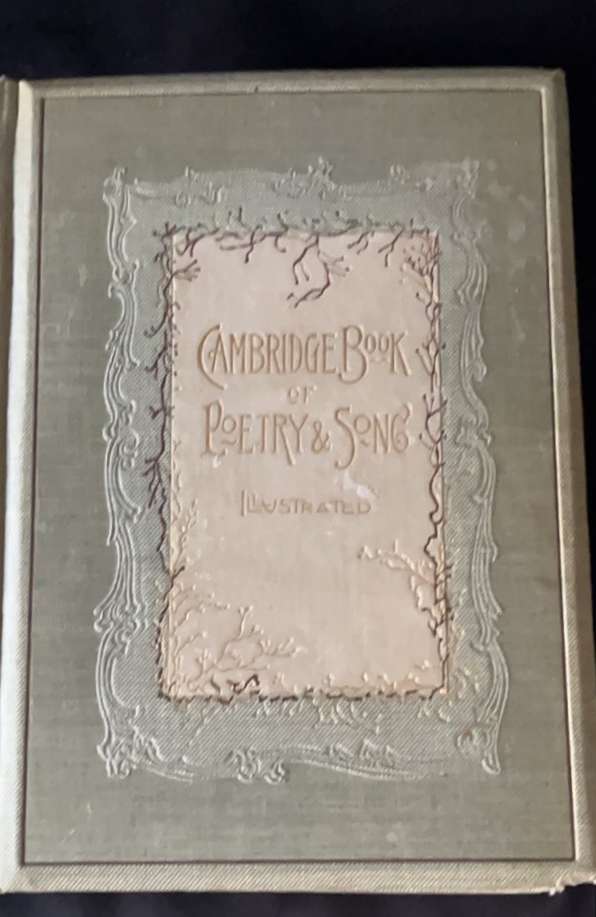 CAMBRIDGE BOOK
OF
POETRY & SONG
ILLUSTRATED